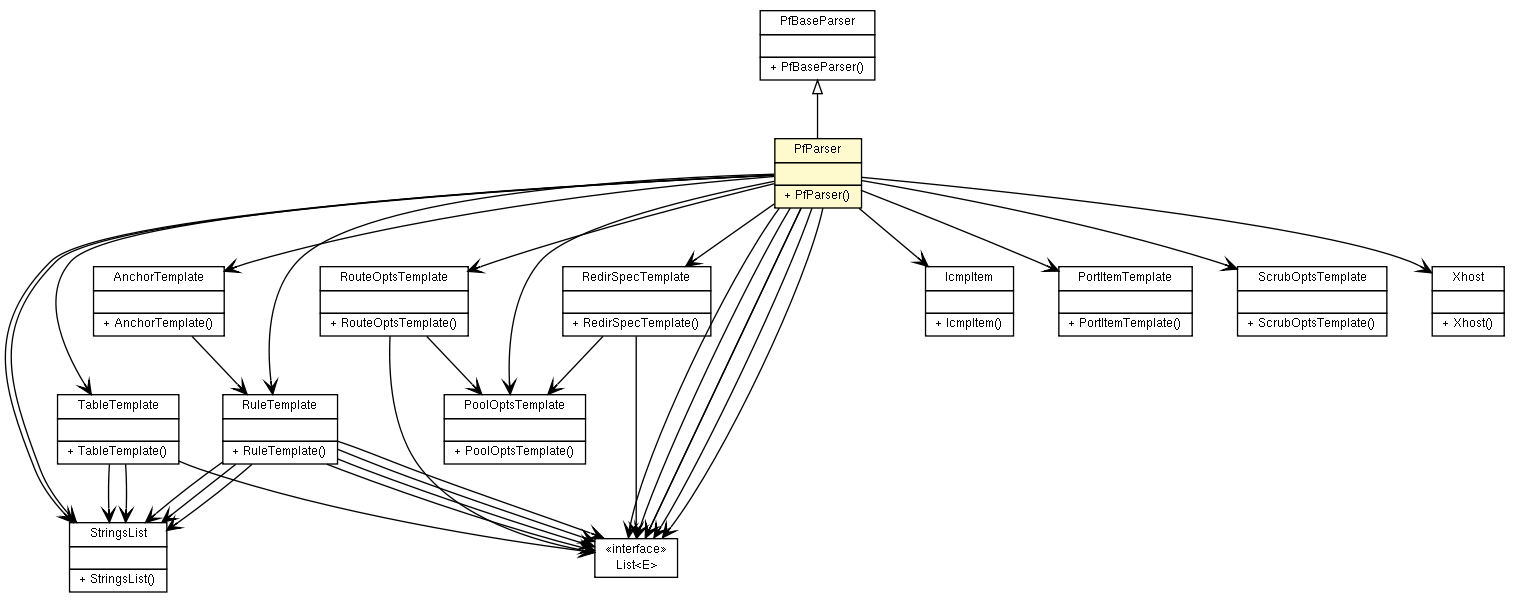 PfBaseParser
+ PfBaseParser()
PfParser
+ PfParser()
AnchorTemplate
+ AnchorTemplate()
RouteOptsTemplate
+ RouteOptsTemplate()
RedirSpecTemplate
+ RedirSpecTemplate()
IcmpItem
+ IcmpItem()
PortItemTemplate
+ PortItemTemplate()
ScrubOptsTemplate
+ ScrubOptsTemplate()
Xhost
+ Xhost()
TableTemplate
+ TableTemplate()
RuleTemplate
+ RuleTemplate()
PoolOptsTemplate
+ PoolOptsTemplate()
StringsList
+ StringsList()
«interface»
List<E>